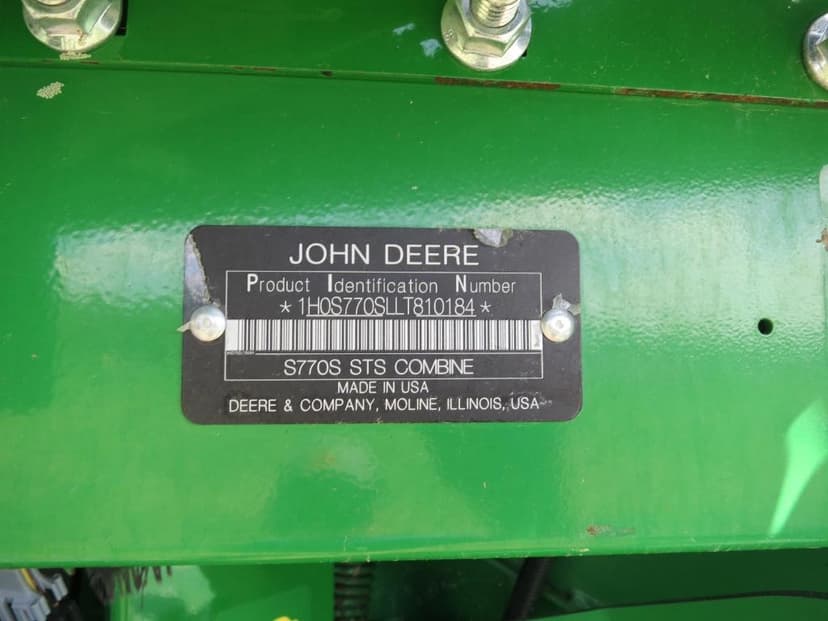 JOHN DEERE
Product Identification Number
*1H0S770SLLT810184*
S770S STS COMBINE
MADE IN USA
DEERE & COMPANY, MOLINE, ILLINOIS, USA